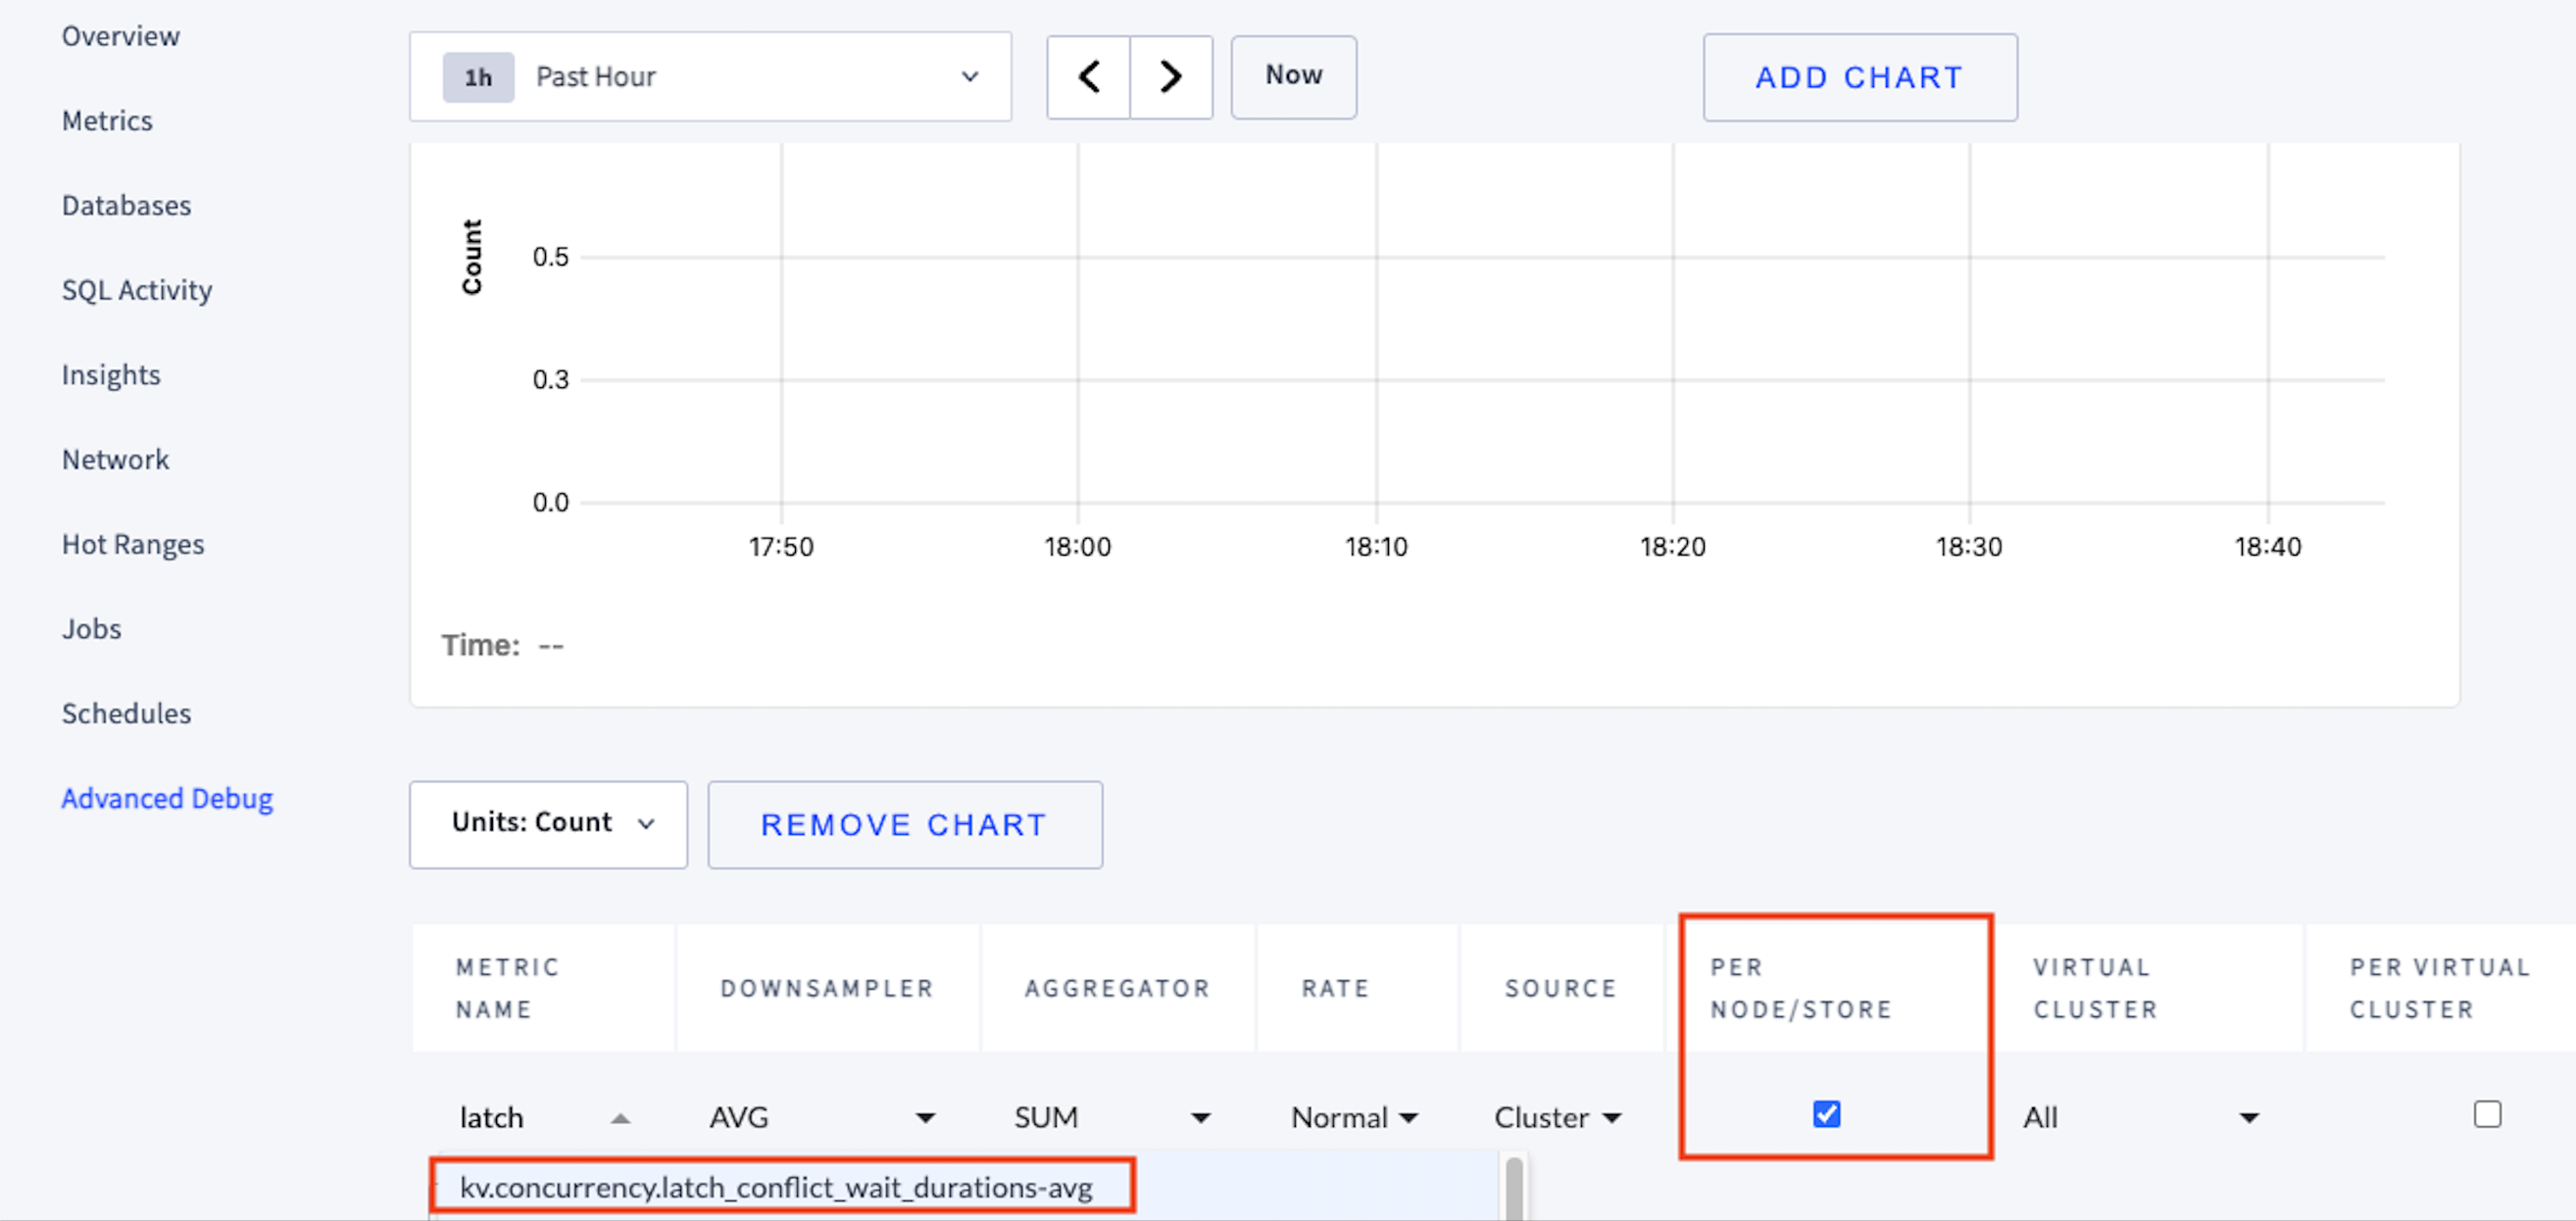 Overview
Metrics
Databases
SQL Activity
Insights
Network
Hot Ranges
Jobs
Schedules
Advanced Debug
1h Past Hour
Now
ADD CHART
Count
0.5
0.3
0.0
17:50 18:00 18:10 18:20 18:30 18:40
Time: --
Units: Count
REMOVE CHART
METRIC
NAME
DOWNSAMPLER
AGGREGATOR
RATE
SOURCE
PER
NODE/STORE
VIRTUAL
CLUSTER
PER VIRTUAL
CLUSTER
latch AVG SUM Normal Cluster All
kv.concurrency.latch_conflict_wait_durations-avg